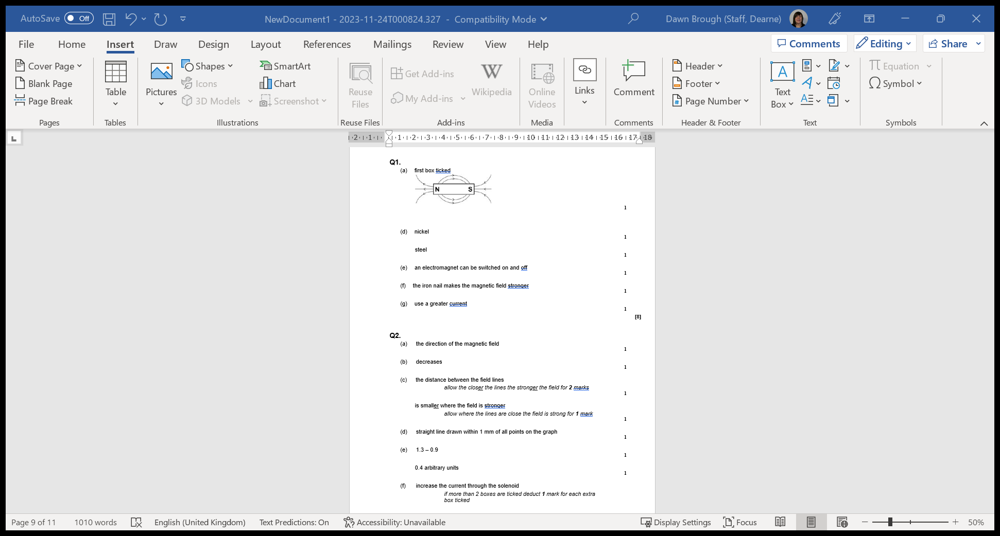 AutoSave Off NewDocument1 - 2023-11-24T000824.327 - Compatibility Mode Dawn Brough (Staff, Dearne)
File Home Insert Draw Design Layout References Mailings Review View Help Comments Editing Share
Cover Page
Blank Page
Page Break
Pages
Table
Tables
Pictures
Shapes
Icons
3D Models
SmartArt
Chart
Screenshot
Illustrations
Reuse
Files
Reuse Files
Get Add-ins
My Add-ins
W
Wikipedia
Add-ins
Online
Videos
Media
Links
Comment
Comments
Header
Footer
Page Number
Header & Footer
A
Text
Box
Text
Equation
Symbol
Symbols
2 1 1 2 3 4 5 6 7 8 9 10 11 12 13 14 15 16 17 18
Q1.
(a) first box ticked
N S
1
(d) nickel
1
steel
1
(e) an electromagnet can be switched on and off
1
(f) the iron nail makes the magnetic field stronger
1
(g) use a greater current
1
[8]
Q2.
(a) the direction of the magnetic field
1
(b) decreases
1
(c) the distance between the field lines
allow the closer the lines the stronger the field for 2 marks
1
is smaller where the field is stronger
allow where the lines are close the field is strong for 1 mark
1
(d) straight line drawn within 1 mm of all points on the graph
1
(e) 1.3 – 0.9
1
0.4 arbitrary units
1
(f) increase the current through the solenoid
if more than 2 boxes are ticked deduct 1 mark for each extra
box ticked
Page 9 of 11 1010 words English (United Kingdom) Text Predictions: On Accessibility: Unavailable Display Settings Focus 50%